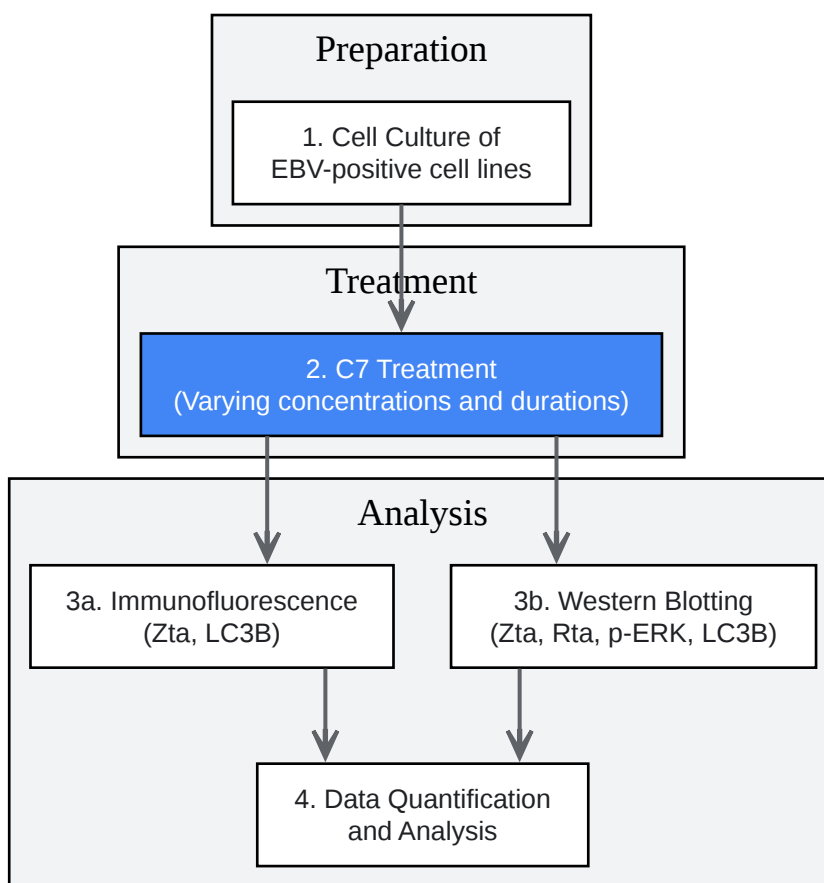 Preparation
1. Cell Culture of
EBV-positive cell lines
Treatment
2. C7 Treatment
(Varying concentrations and durations)
Analysis
3a. Immunofluorescence
(Zta, LC3B)
3b. Western Blotting
(Zta, Rta, p-ERK, LC3B)
4. Data Quantification
and Analysis